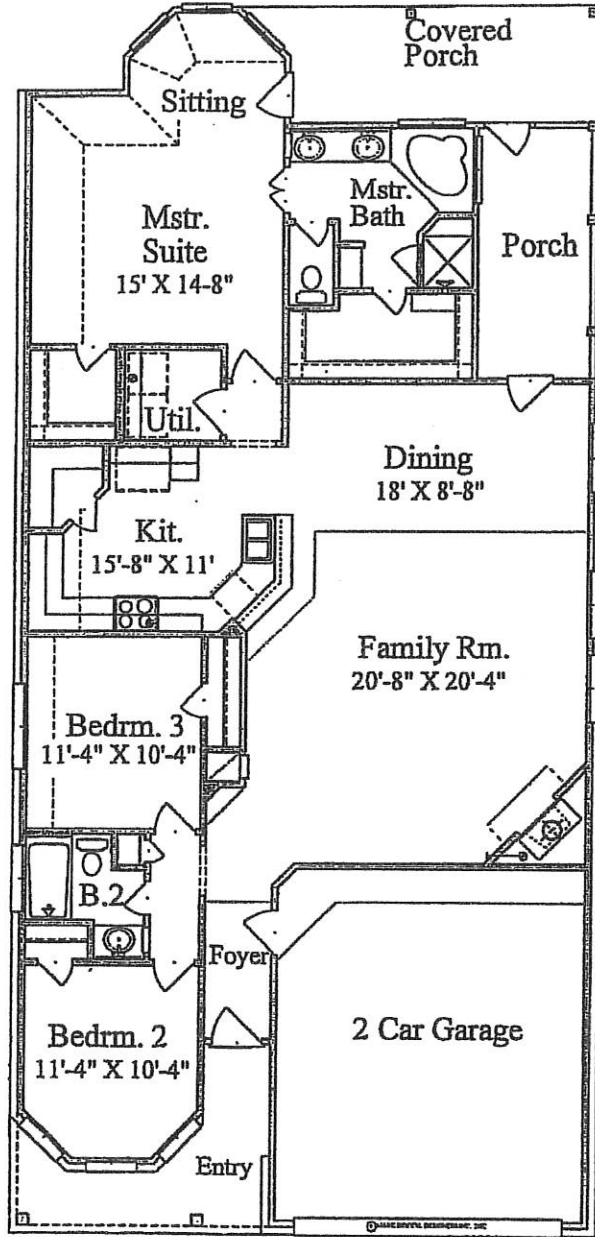 Covered
Porch
Sitting
Mstr.
Bath
Mstr.
Suite
15' X 14-8"
Porch
Util.
Dining
18' X 8'-8"
Kit.
15'-8" X 11'
Family Rm.
20'-8" X 20'-4"
Bedrm. 3
11'-4" X 10'-4"
B.2
Foyer
Bedrm. 2
11'-4" X 10'-4"
2 Car Garage
Entry